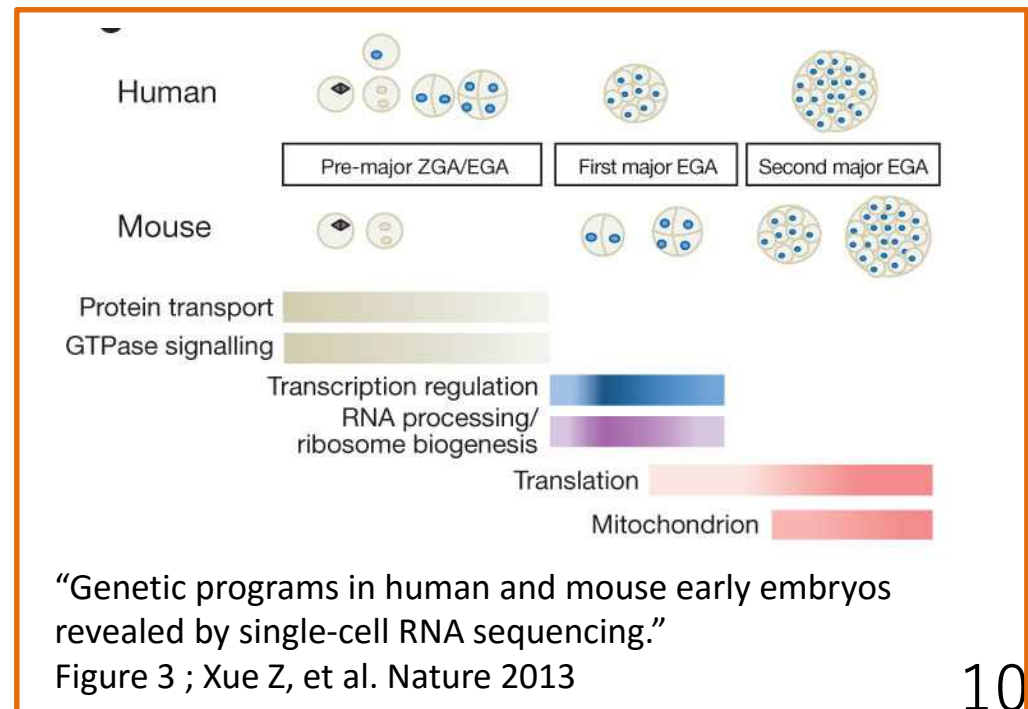 Human
Pre-major ZGA/EGA
First major EGA
Second major EGA
Mouse
Protein transport
GTPase signalling
Transcription regulation
RNA processing/
ribosome biogenesis
Translation
Mitochondrion
“Genetic programs in human and mouse early embryos
revealed by single-cell RNA sequencing.”
Figure 3 ; Xue Z, et al. Nature 2013
10